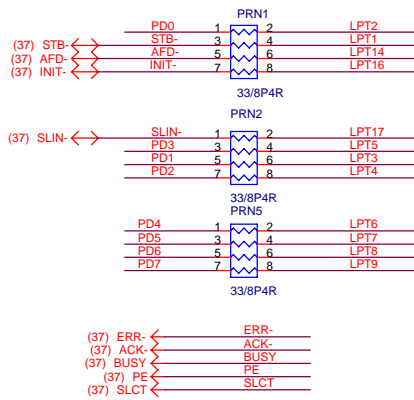 PRN1
PD0 1 2 LPT2
(37) STB- STB- 3 4 LPT1
(37) AFD- AFD- 5 6 LPT14
(37) INIT- INIT- 7 8 LPT16
33/8P4R
PRN2
(37) SLIN- SLIN- 1 2 LPT17
PD3 3 4 LPT5
PD1 5 6 LPT3
PD2 7 8 LPT4
33/8P4R
PRN5
PD4 1 2 LPT6
PD5 3 4 LPT7
PD6 5 6 LPT8
PD7 7 8 LPT9
33/8P4R
(37) ERR- ERR-
(37) ACK- ACK-
(37) BUSY BUSY
(37) PE PE
(37) SLCT SLCT